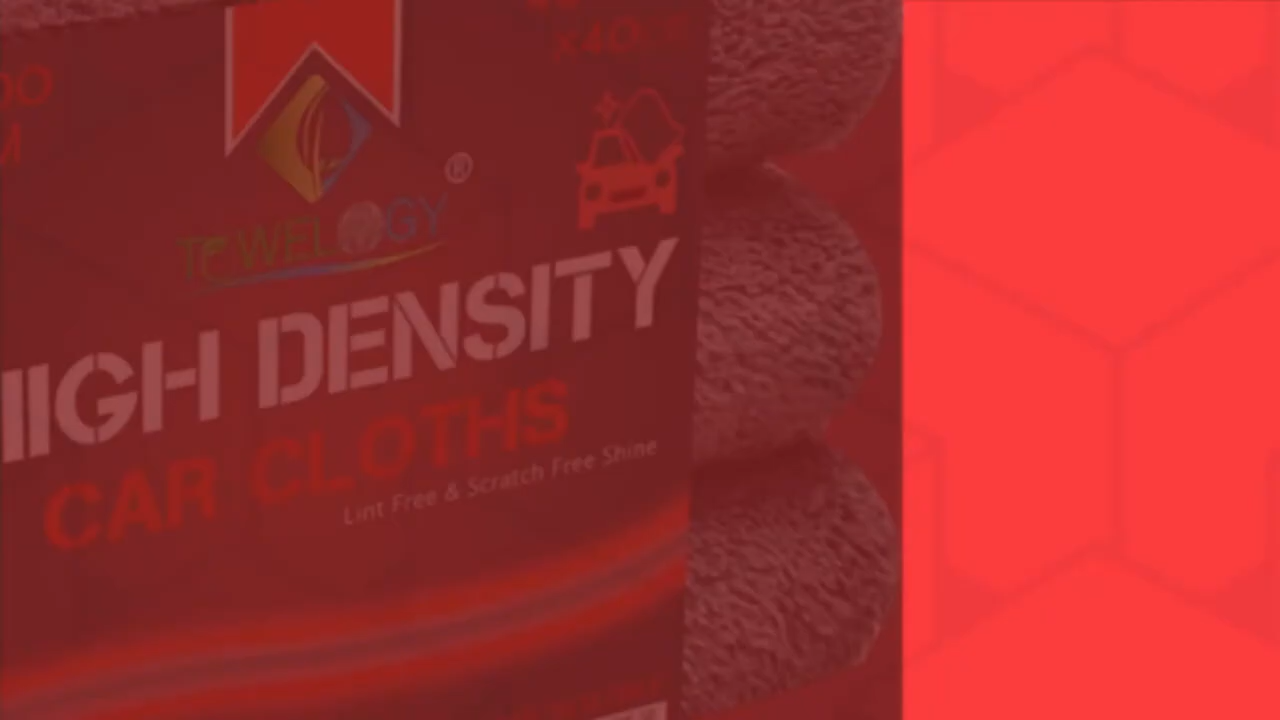 TOWELOGY®
HIGH DENSITY
CAR CLOTHS
Lint Free & Scratch Free Shine